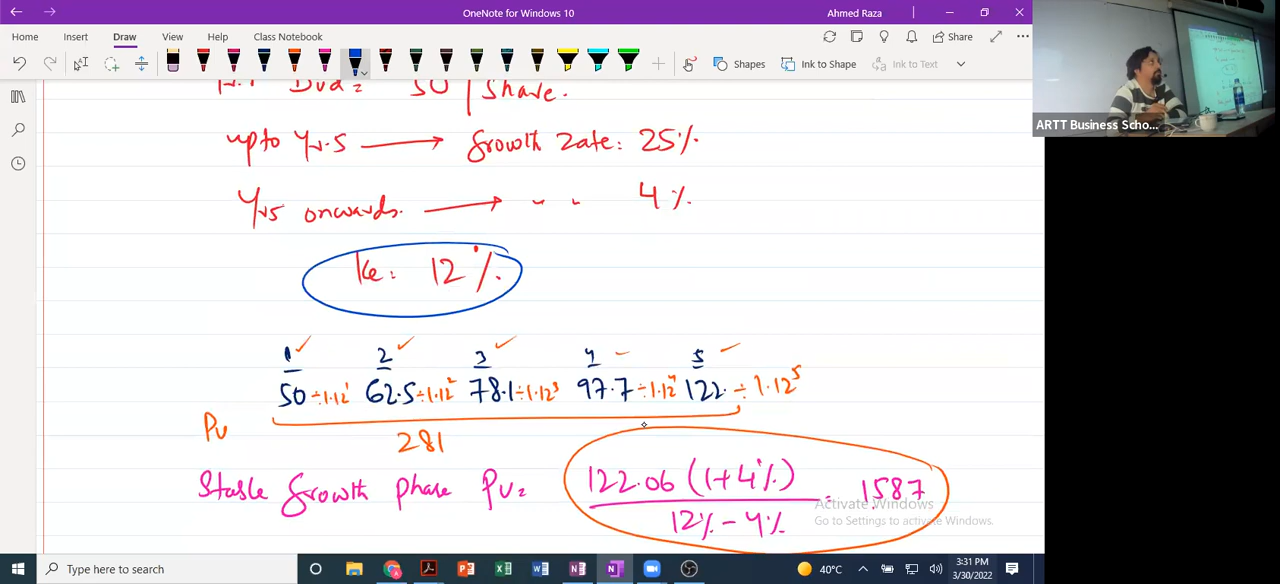 OneNote for Windows 10
Ahmed Raza
Home Insert Draw View Help Class Notebook
Share
Shapes Ink to Shape Ink to Text
ARTT Business Scho...
Yr.1 Dvd = 50 / Share.
upto Yr.5 → Growth rate: 25%
Yr5 onwards. → " " 4%
Ke: 12%
1 ✓ 2 ✓ 3 ✓ 4 5
50 ÷1.12¹ 62.5 ÷1.12² 78.1 ÷1.12³ 97.7 ÷1.12⁴ 122. ÷ 1.12⁵
Pv
281
Stable Growth phase Pv = 122.06 (1+4%) / 12% - 4% = 1587
Activate Windows
Go to Settings to activate Windows.
Type here to search
40°C
3:31 PM
3/30/2022